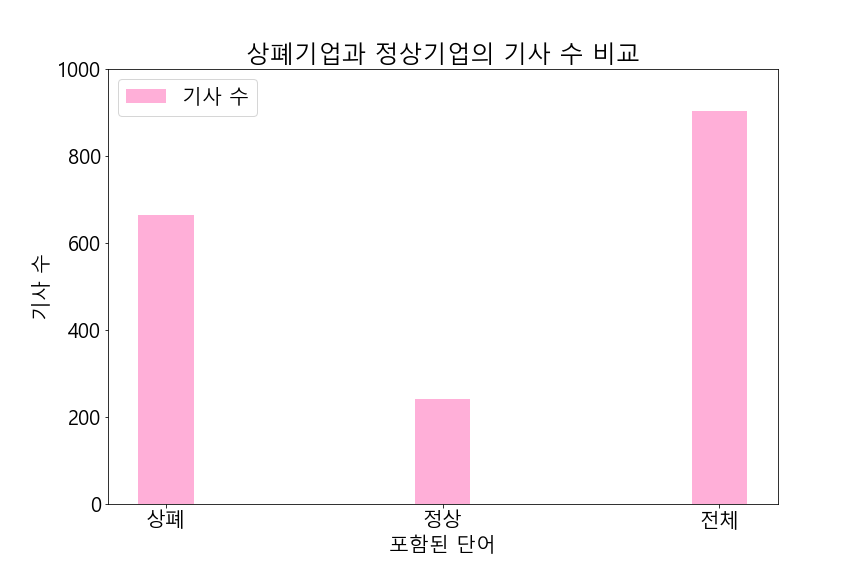 상폐기업과 정상기업의 기사 수 비교
1000
800
600
400
200
0
기사 수
기사 수
상폐
정상
전체
포함된 단어